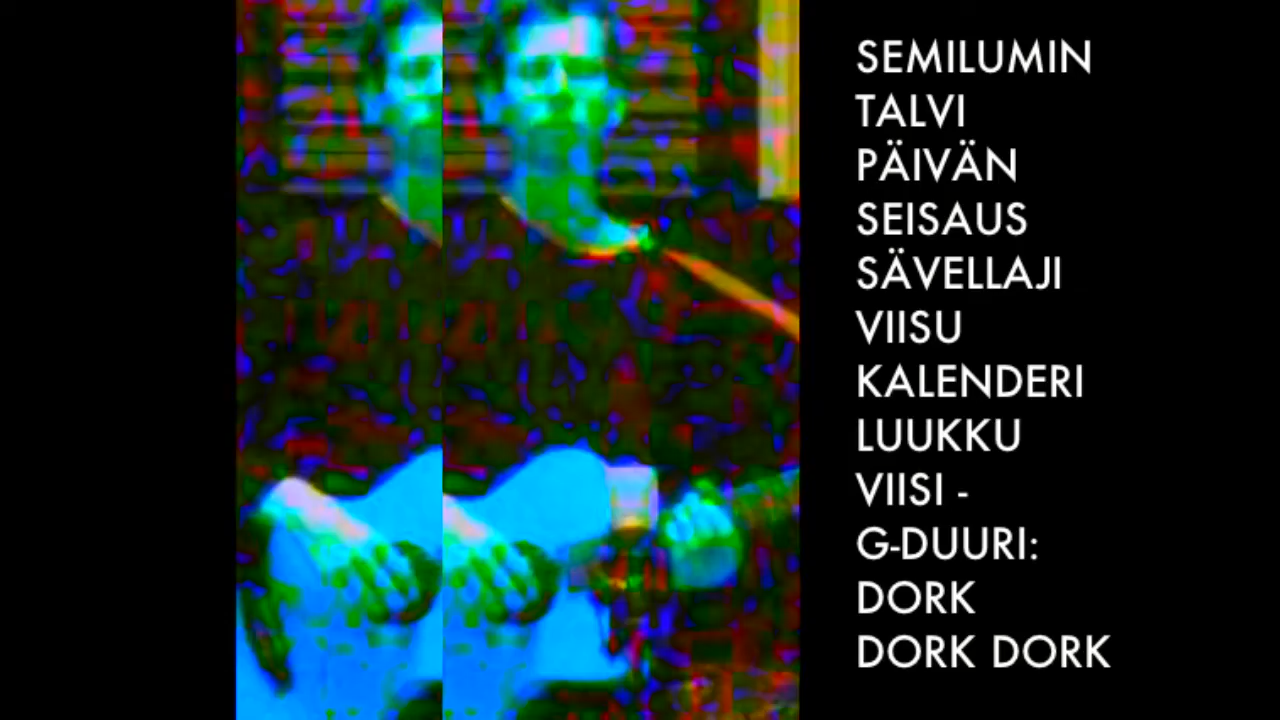 SEMILUMIN
TALVI
PÄIVÄN
SEISAUS
SÄVELLAJI
VIISU
KALENDERI
LUUKKU
VIISI -
G-DUURI:
DORK
DORK DORK